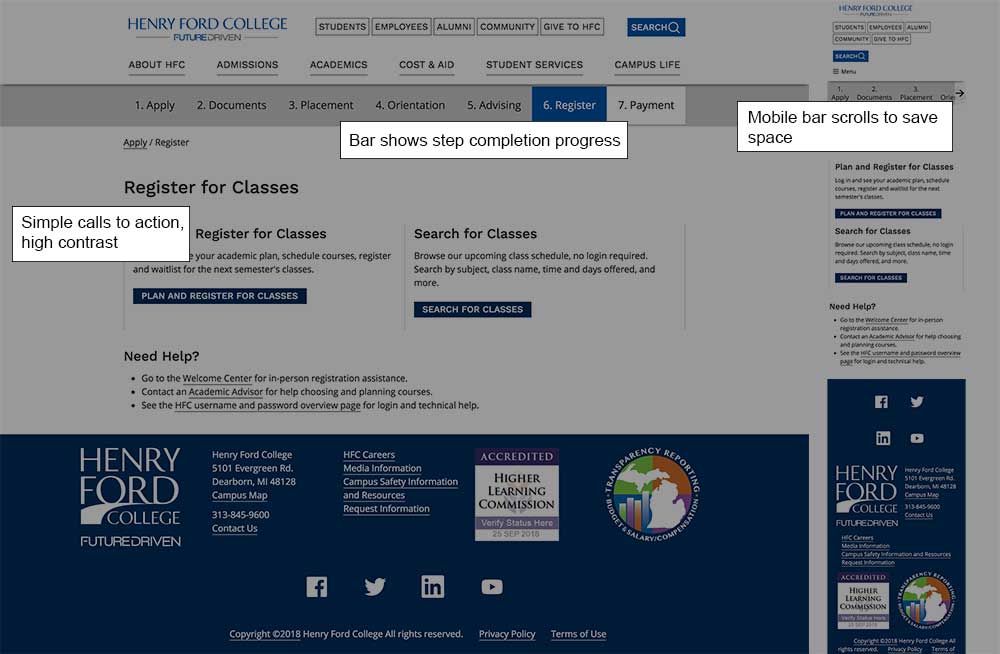 HENRY FORD COLLEGE
FUTUREDRIVEN
STUDENTS EMPLOYEES ALUMNI COMMUNITY GIVE TO HFC
SEARCH
ABOUT HFC ADMISSIONS ACADEMICS COST & AID STUDENT SERVICES CAMPUS LIFE
1. Apply 2. Documents 3. Placement 4. Orientation 5. Advising 6. Register 7. Payment
Bar shows step completion progress
Apply / Register
Register for Classes
Simple calls to action,
high contrast
Register for Classes
your academic plan, schedule courses, register
and waitlist for the next semester's classes.
PLAN AND REGISTER FOR CLASSES
Search for Classes
Browse our upcoming class schedule, no login required.
Search by subject, class name, time and days offered, and
more.
SEARCH FOR CLASSES
Need Help?
Go to the Welcome Center for in-person registration assistance.
Contact an Academic Advisor for help choosing and planning courses.
See the HFC username and password overview page for login and technical help.
HENRY
FORD
COLLEGE
FUTUREDRIVEN
Henry Ford College
5101 Evergreen Rd.
Dearborn, MI 48128
Campus Map
313-845-9600
Contact Us
HFC Careers
Media Information
Campus Safety Information
and Resources
Request Information
ACCREDITED
HIGHER
LEARNING
COMMISSION
Verify Status Here
25 SEP 2018
TRANSPARENCY REPORTING
BUDGET & SALARY/COMPENSATION
Copyright ©2018 Henry Ford College All rights reserved. Privacy Policy Terms of Use
HENRY FORD COLLEGE
FUTUREDRIVEN
STUDENTS EMPLOYEES ALUMNI
COMMUNITY GIVE TO HFC
SEARCH
Menu
1. 2. 3.
Apply Documents Placement Orie
Mobile bar scrolls to save
space
Plan and Register for Classes
Log in and see your academic plan, schedule
courses, register and waitlist for the next
semester's classes.
PLAN AND REGISTER FOR CLASSES
Search for Classes
Browse our upcoming class schedule, no login
required. Search by subject, class name, time
and days offered, and more.
SEARCH FOR CLASSES
Need Help?
Go to the Welcome Center for in-person
registration assistance.
Contact an Academic Advisor for help choosing
and planning courses.
See the HFC username and password overview
page for login and technical help.
HENRY
FORD
COLLEGE
FUTUREDRIVEN
Henry Ford College
5101 Evergreen Rd.
Dearborn, MI 48128
Campus Map
313-845-9600
Contact Us
HFC Careers
Media Information
Campus Safety Information and Resources
Request Information
ACCREDITED
HIGHER
LEARNING
COMMISSION
Verify Status Here
25 SEP 2018
TRANSPARENCY REPORTING
BUDGET & SALARY/COMPENSATION
Copyright ©2018 Henry Ford College All
rights reserved. Privacy Policy Terms of